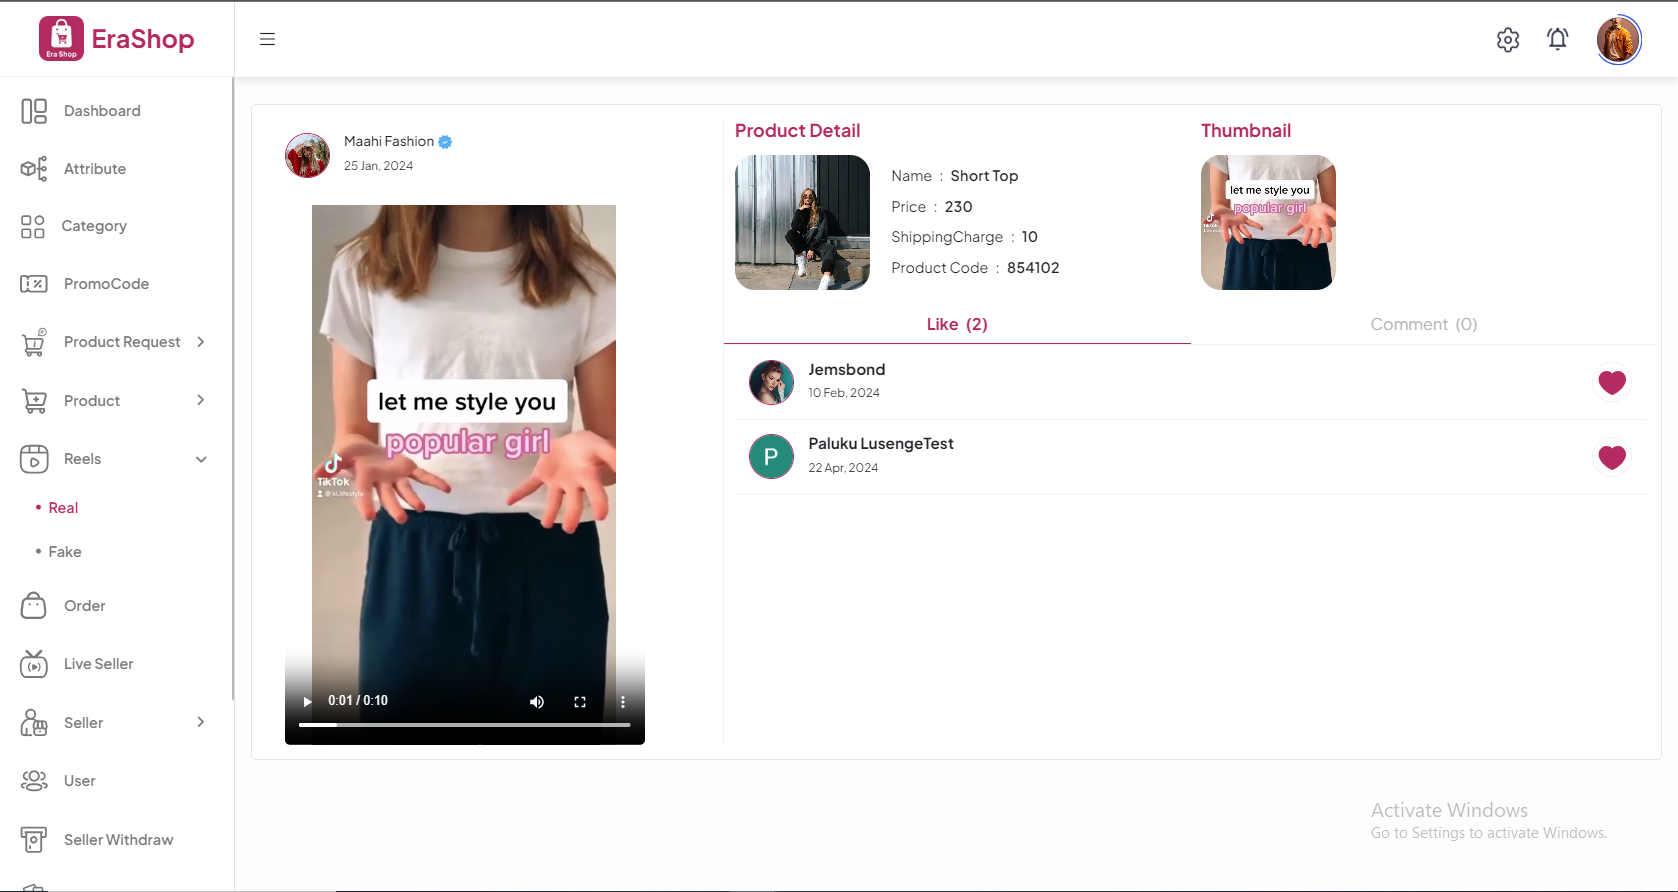 Era Shop
EraShop
Dashboard
Attribute
Category
PromoCode
Product Request
Product
Reels
Real
Fake
Order
Live Seller
Seller
User
Seller Withdraw
Maahi Fashion
25 Jan, 2024
let me style you
popular girl
TikTok
0:01 / 0:10
Product Detail
Name : Short Top
Price : 230
ShippingCharge : 10
Product Code : 854102
Thumbnail
let me style you
popular girl
TikTok
Like (2)
Comment (0)
Jemsbond
10 Feb, 2024
P
Paluku LusengeTest
22 Apr, 2024
Activate Windows
Go to Settings to activate Windows.